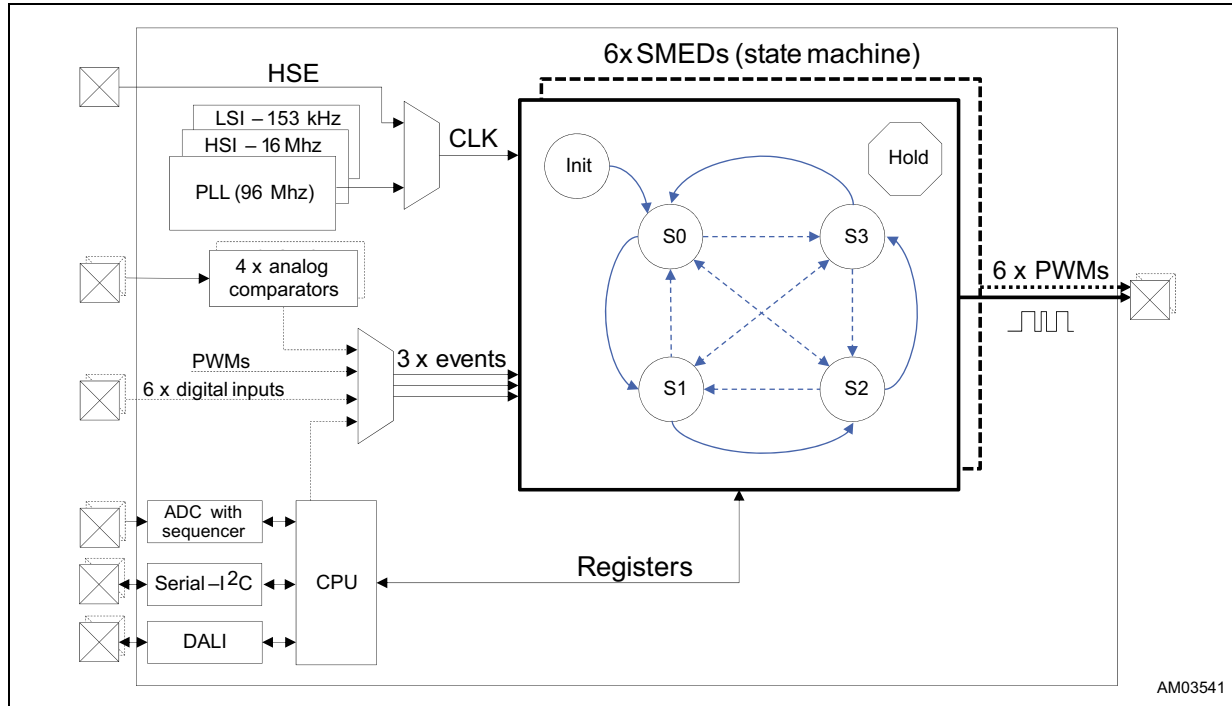 6x SMEDs (state machine)
HSE
LSI – 153 kHz
HSI – 16 Mhz
PLL (96 Mhz)
CLK
Init
Hold
S0
S3
S1
S2
4 x analog
comparators
PWMs
6 x digital inputs
3 x events
6 x PWMs
ADC with
sequencer
Serial – I2C
DALI
CPU
Registers
AM03541